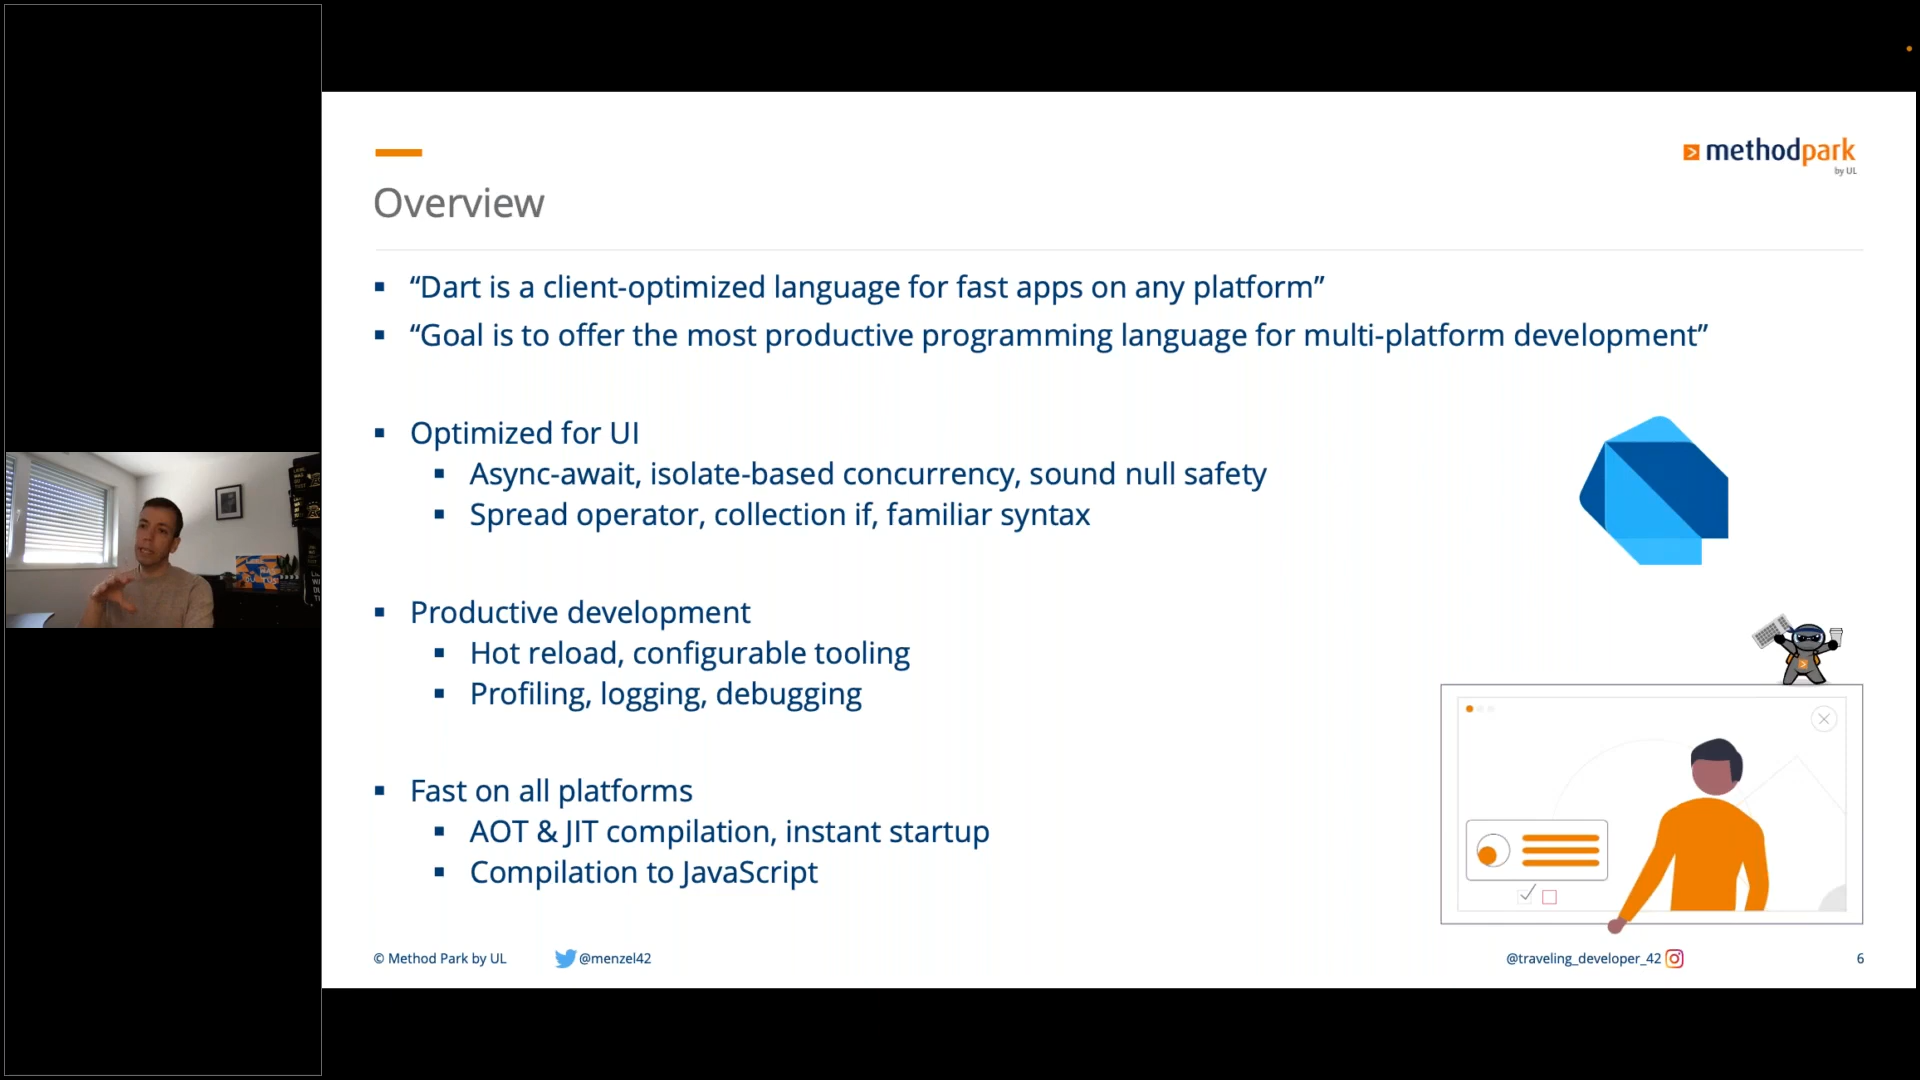 methodpark
by UL
Overview
“Dart is a client-optimized language for fast apps on any platform”
“Goal is to offer the most productive programming language for multi-platform development”
Optimized for UI
Async-await, isolate-based concurrency, sound null safety
Spread operator, collection if, familiar syntax
Productive development
Hot reload, configurable tooling
Profiling, logging, debugging
Fast on all platforms
AOT & JIT compilation, instant startup
Compilation to JavaScript
© Method Park by UL
@menzel42
@traveling_developer_42
6